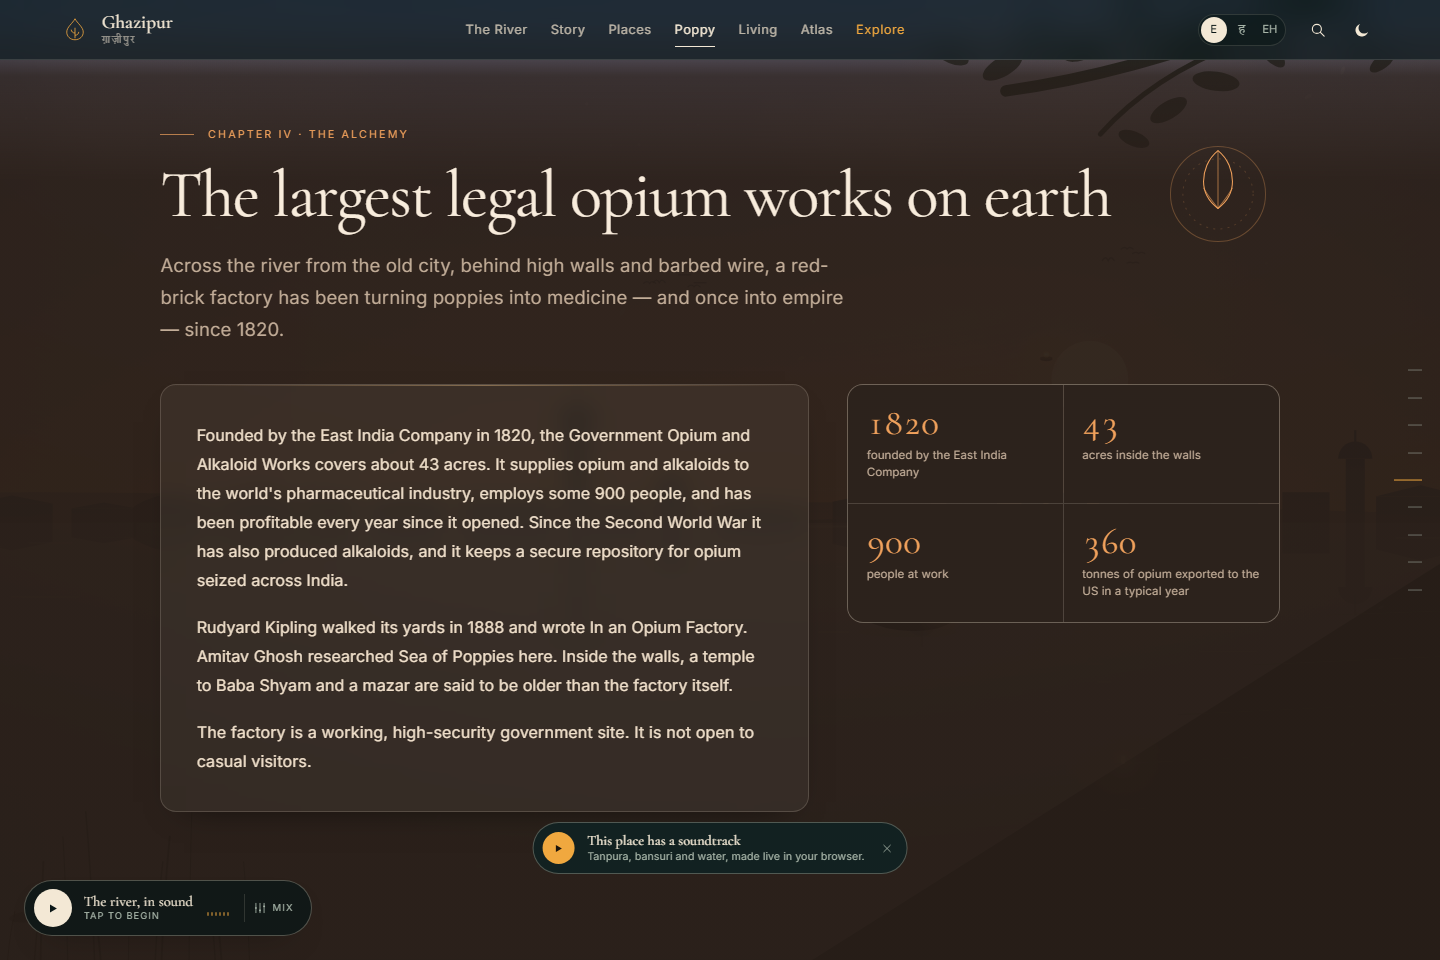 Ghazipur
ग़ाज़ीपुर
The River
Story
Places
Poppy
Living
Atlas
Explore
E
ह
EH
CHAPTER IV · THE ALCHEMY
The largest legal opium works on earth
Across the river from the old city, behind high walls and barbed wire, a red-
brick factory has been turning poppies into medicine — and once into empire
— since 1820.
Founded by the East India Company in 1820, the Government Opium and
Alkaloid Works covers about 43 acres. It supplies opium and alkaloids to
the world's pharmaceutical industry, employs some 900 people, and has
been profitable every year since it opened. Since the Second World War it
has also produced alkaloids, and it keeps a secure repository for opium
seized across India.
Rudyard Kipling walked its yards in 1888 and wrote In an Opium Factory.
Amitav Ghosh researched Sea of Poppies here. Inside the walls, a temple
to Baba Shyam and a mazar are said to be older than the factory itself.
The factory is a working, high-security government site. It is not open to
casual visitors.
1820
founded by the East India
Company
43
acres inside the walls
900
people at work
360
tonnes of opium exported to the
US in a typical year
This place has a soundtrack
Tanpura, bansuri and water, made live in your browser.
The river, in sound
TAP TO BEGIN
MIX